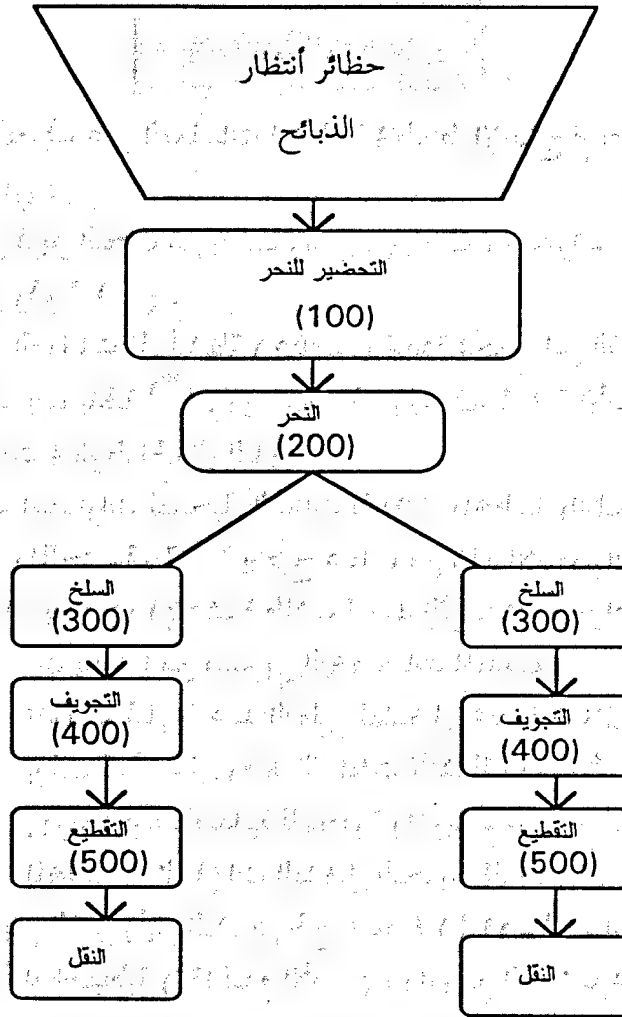 حظائر أنتظار
الذبائح
التحضير للنحر
(100)
النحر
(200)
السلخ
(300)
التجويف
(400)
التقطيع
(500)
النقل
السلخ
(300)
التجويف
(400)
التقطيع
(500)
النقل